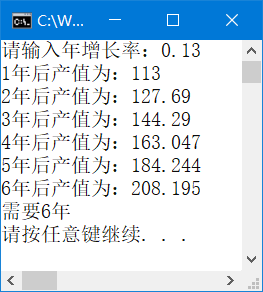 C:\W...
请输入年增长率：0.13
1年后产值为：113
2年后产值为：127.69
3年后产值为：144.29
4年后产值为：163.047
5年后产值为：184.244
6年后产值为：208.195
需要6年
请按任意键继续. . .